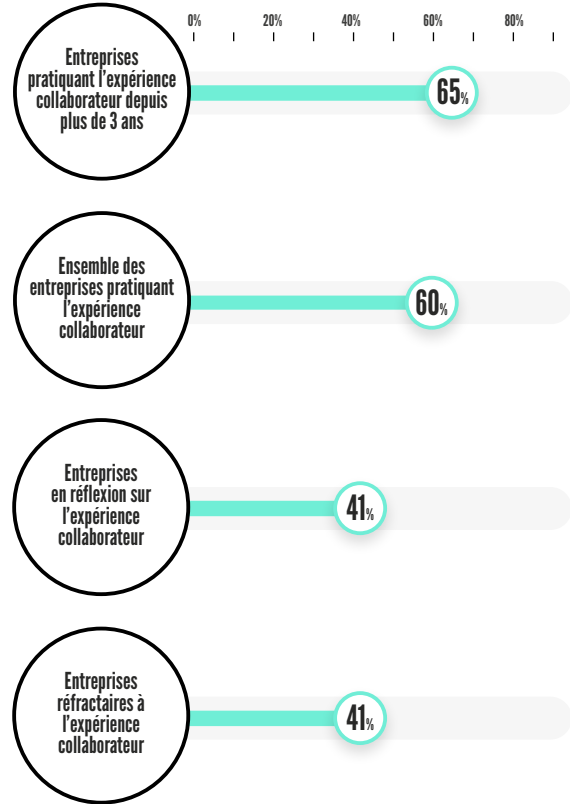 0% 20% 40% 60% 80%
Entreprises
pratiquant l'expérience
collaborateur depuis
plus de 3 ans
65%
Ensemble des
entreprises pratiquant
l'expérience
collaborateur
60%
Entreprises
en réflexion sur
l'expérience
collaborateur
41%
Entreprises
réfractaires à
l'expérience
collaborateur
41%